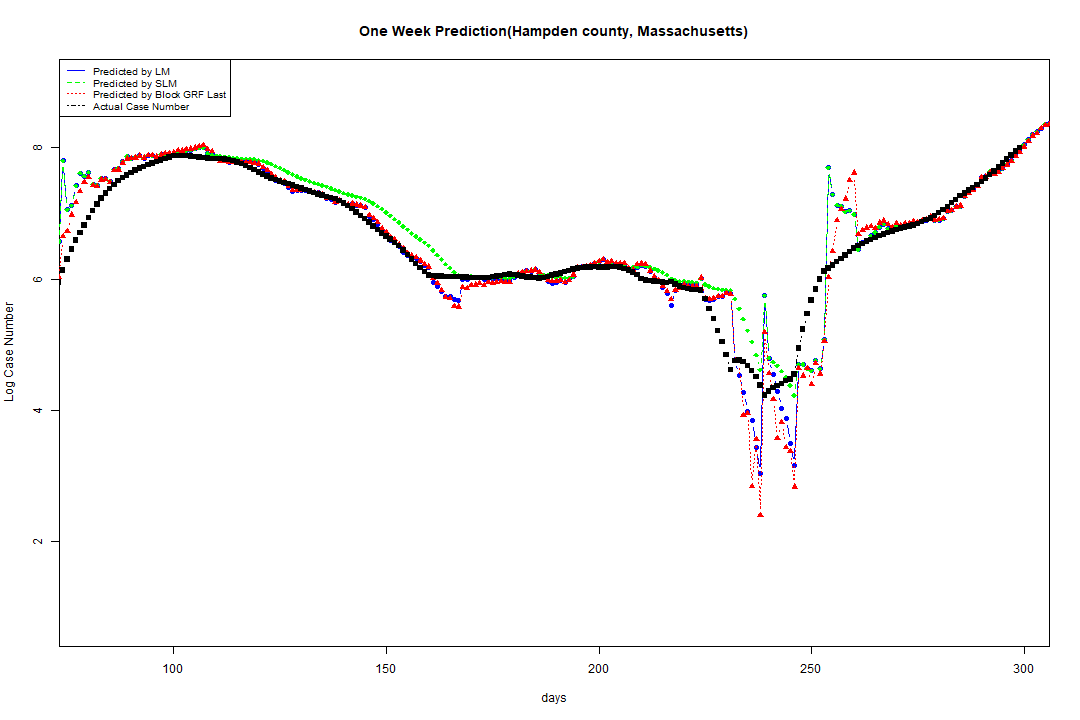 One Week Prediction(Hampden county, Massachusetts)
Predicted by LM
Predicted by SLM
Predicted by Block GRF Last
Actual Case Number
8
6
4
2
Log Case Number
100 150 200 250 300
days